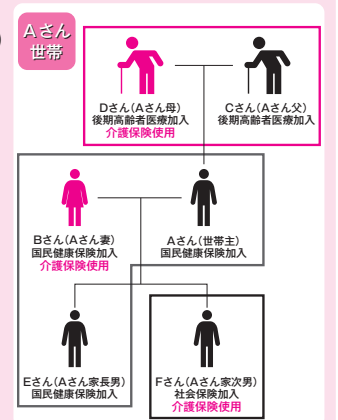 Aさん
世帯
Dさん(Aさん母)
後期高齢者医療加入
介護保険使用
Cさん(Aさん父)
後期高齢者医療加入
Bさん(Aさん妻)
国民健康保険加入
介護保険使用
Aさん(世帯主)
国民健康保険加入
Eさん(Aさん家長男)
国民健康保険加入
Fさん(Aさん家次男)
社会保険加入
介護保険使用